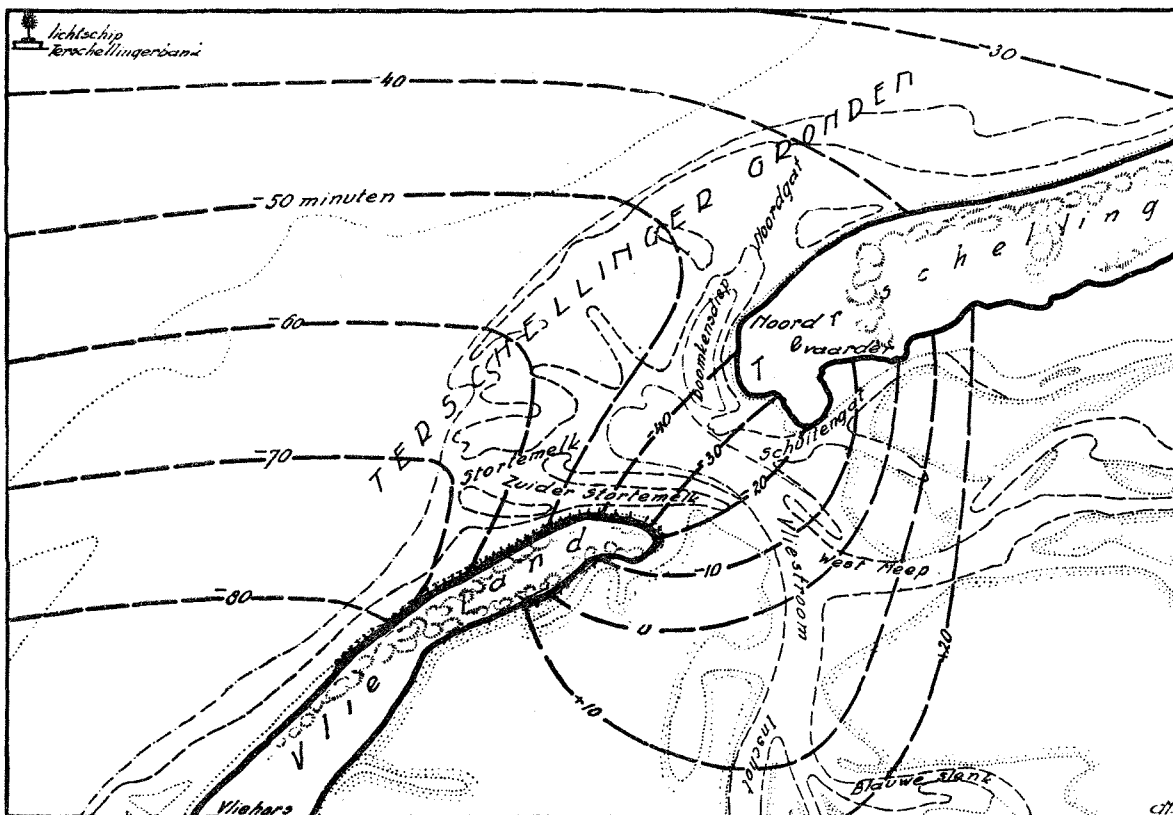 lichtschip
Terschellingerbank
-30
-40
-50 minuten
-60
-70
-80
TERSCHELLINGER GRONDEN
Noordgat
Boomkensdiep
Noord
vaarder
Terschelling
-40
-30
-20
-10
0
+10
+20
Schuitengat
Stortemelk
Zuider Stortemelk
Vliestroom
West Meep
Inschot
Blauwe Slenk
Vlieland
Vliehors